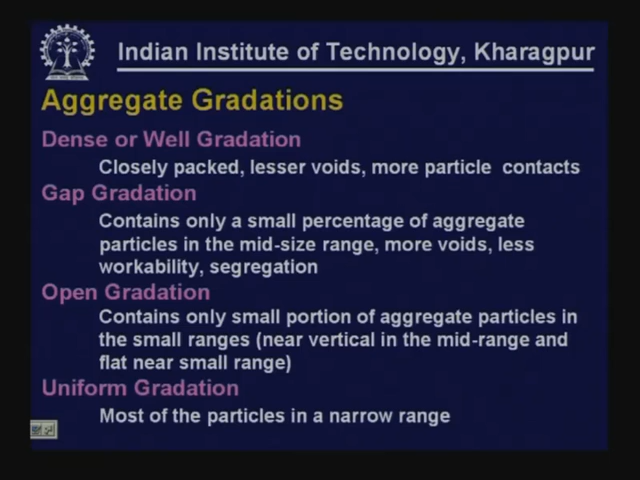 Indian Institute of Technology, Kharagpur
Aggregate Gradations
Dense or Well Gradation
Closely packed, lesser voids, more particle contacts
Gap Gradation
Contains only a small percentage of aggregate
particles in the mid-size range, more voids, less
workability, segregation
Open Gradation
Contains only small portion of aggregate particles in
the small ranges (near vertical in the mid-range and
flat near small range)
Uniform Gradation
Most of the particles in a narrow range